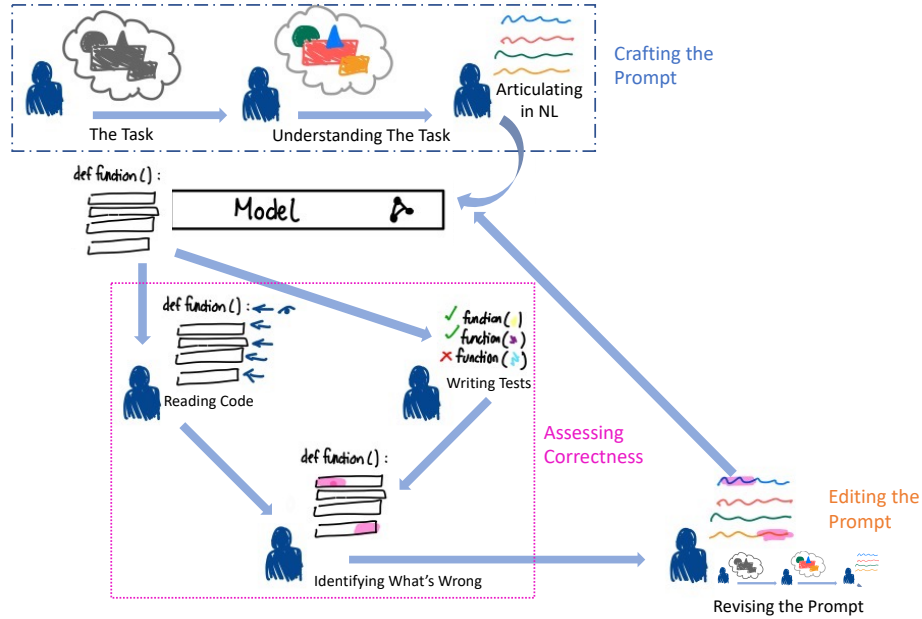 Crafting the
Prompt
Articulating
in NL
The Task
Understanding The Task
def function():
Model
def function():
function( )
function( )
function( )
Reading Code
Writing Tests
Assessing
Correctness
def function():
Identifying What's Wrong
Editing the
Prompt
Revising the Prompt